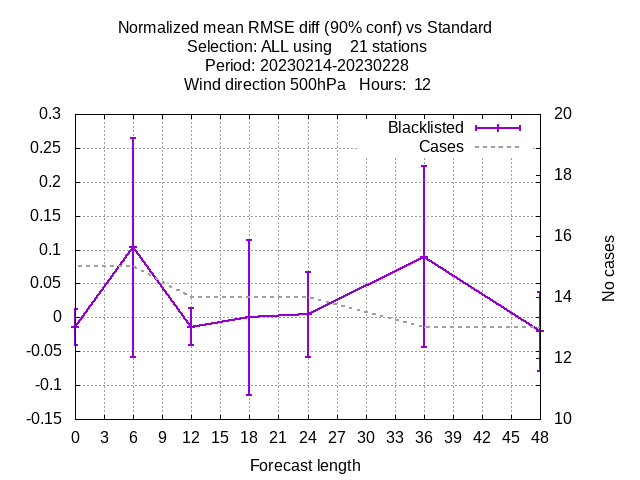 Normalized mean RMSE diff (90% conf) vs Standard
Selection: ALL using    21 stations
Period: 20230214-20230228
Wind direction 500hPa   Hours:  12
Blacklisted
Cases
0.3
0.25
0.2
0.15
0.1
0.05
0
-0.05
-0.1
-0.15
20
18
16
14
12
10
No cases
0 3 6 9 12 15 18 21 24 27 30 33 36 39 42 45 48
Forecast length